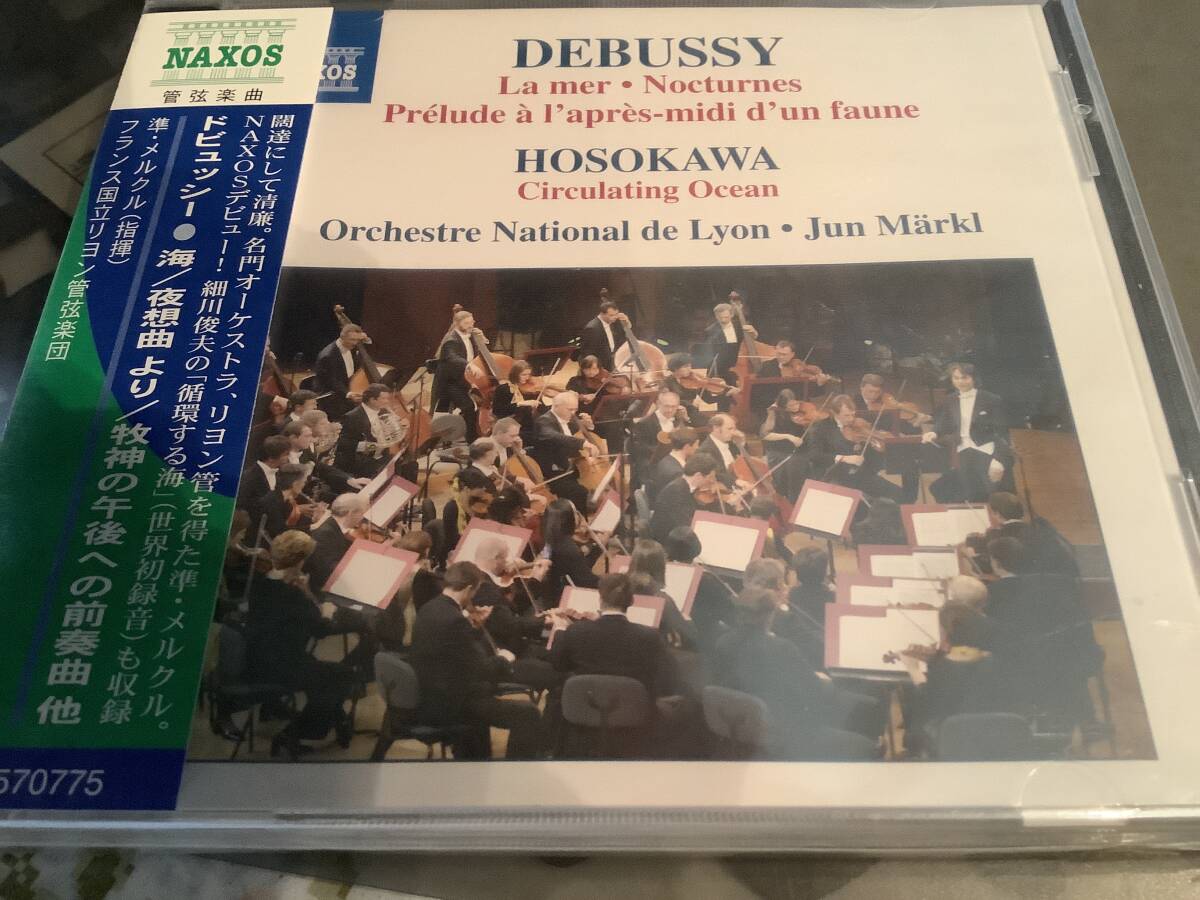 NAXOS
管弦楽曲
闊達にして清廉。名門オーケストラ、リヨン管を得た準・メルクル。
NAXOSデビュー！ 細川俊夫の「循環する海」(世界初録音)も収録
ドビュッシー● 海/夜想曲 より/牧神の午後への前奏曲 他
準・メルクル(指揮)
フランス国立リヨン管弦楽団
570775
XOS
DEBUSSY
La mer • Nocturnes
Prélude à l'après-midi d'un faune
HOSOKAWA
Circulating Ocean
Orchestre National de Lyon • Jun Märkl